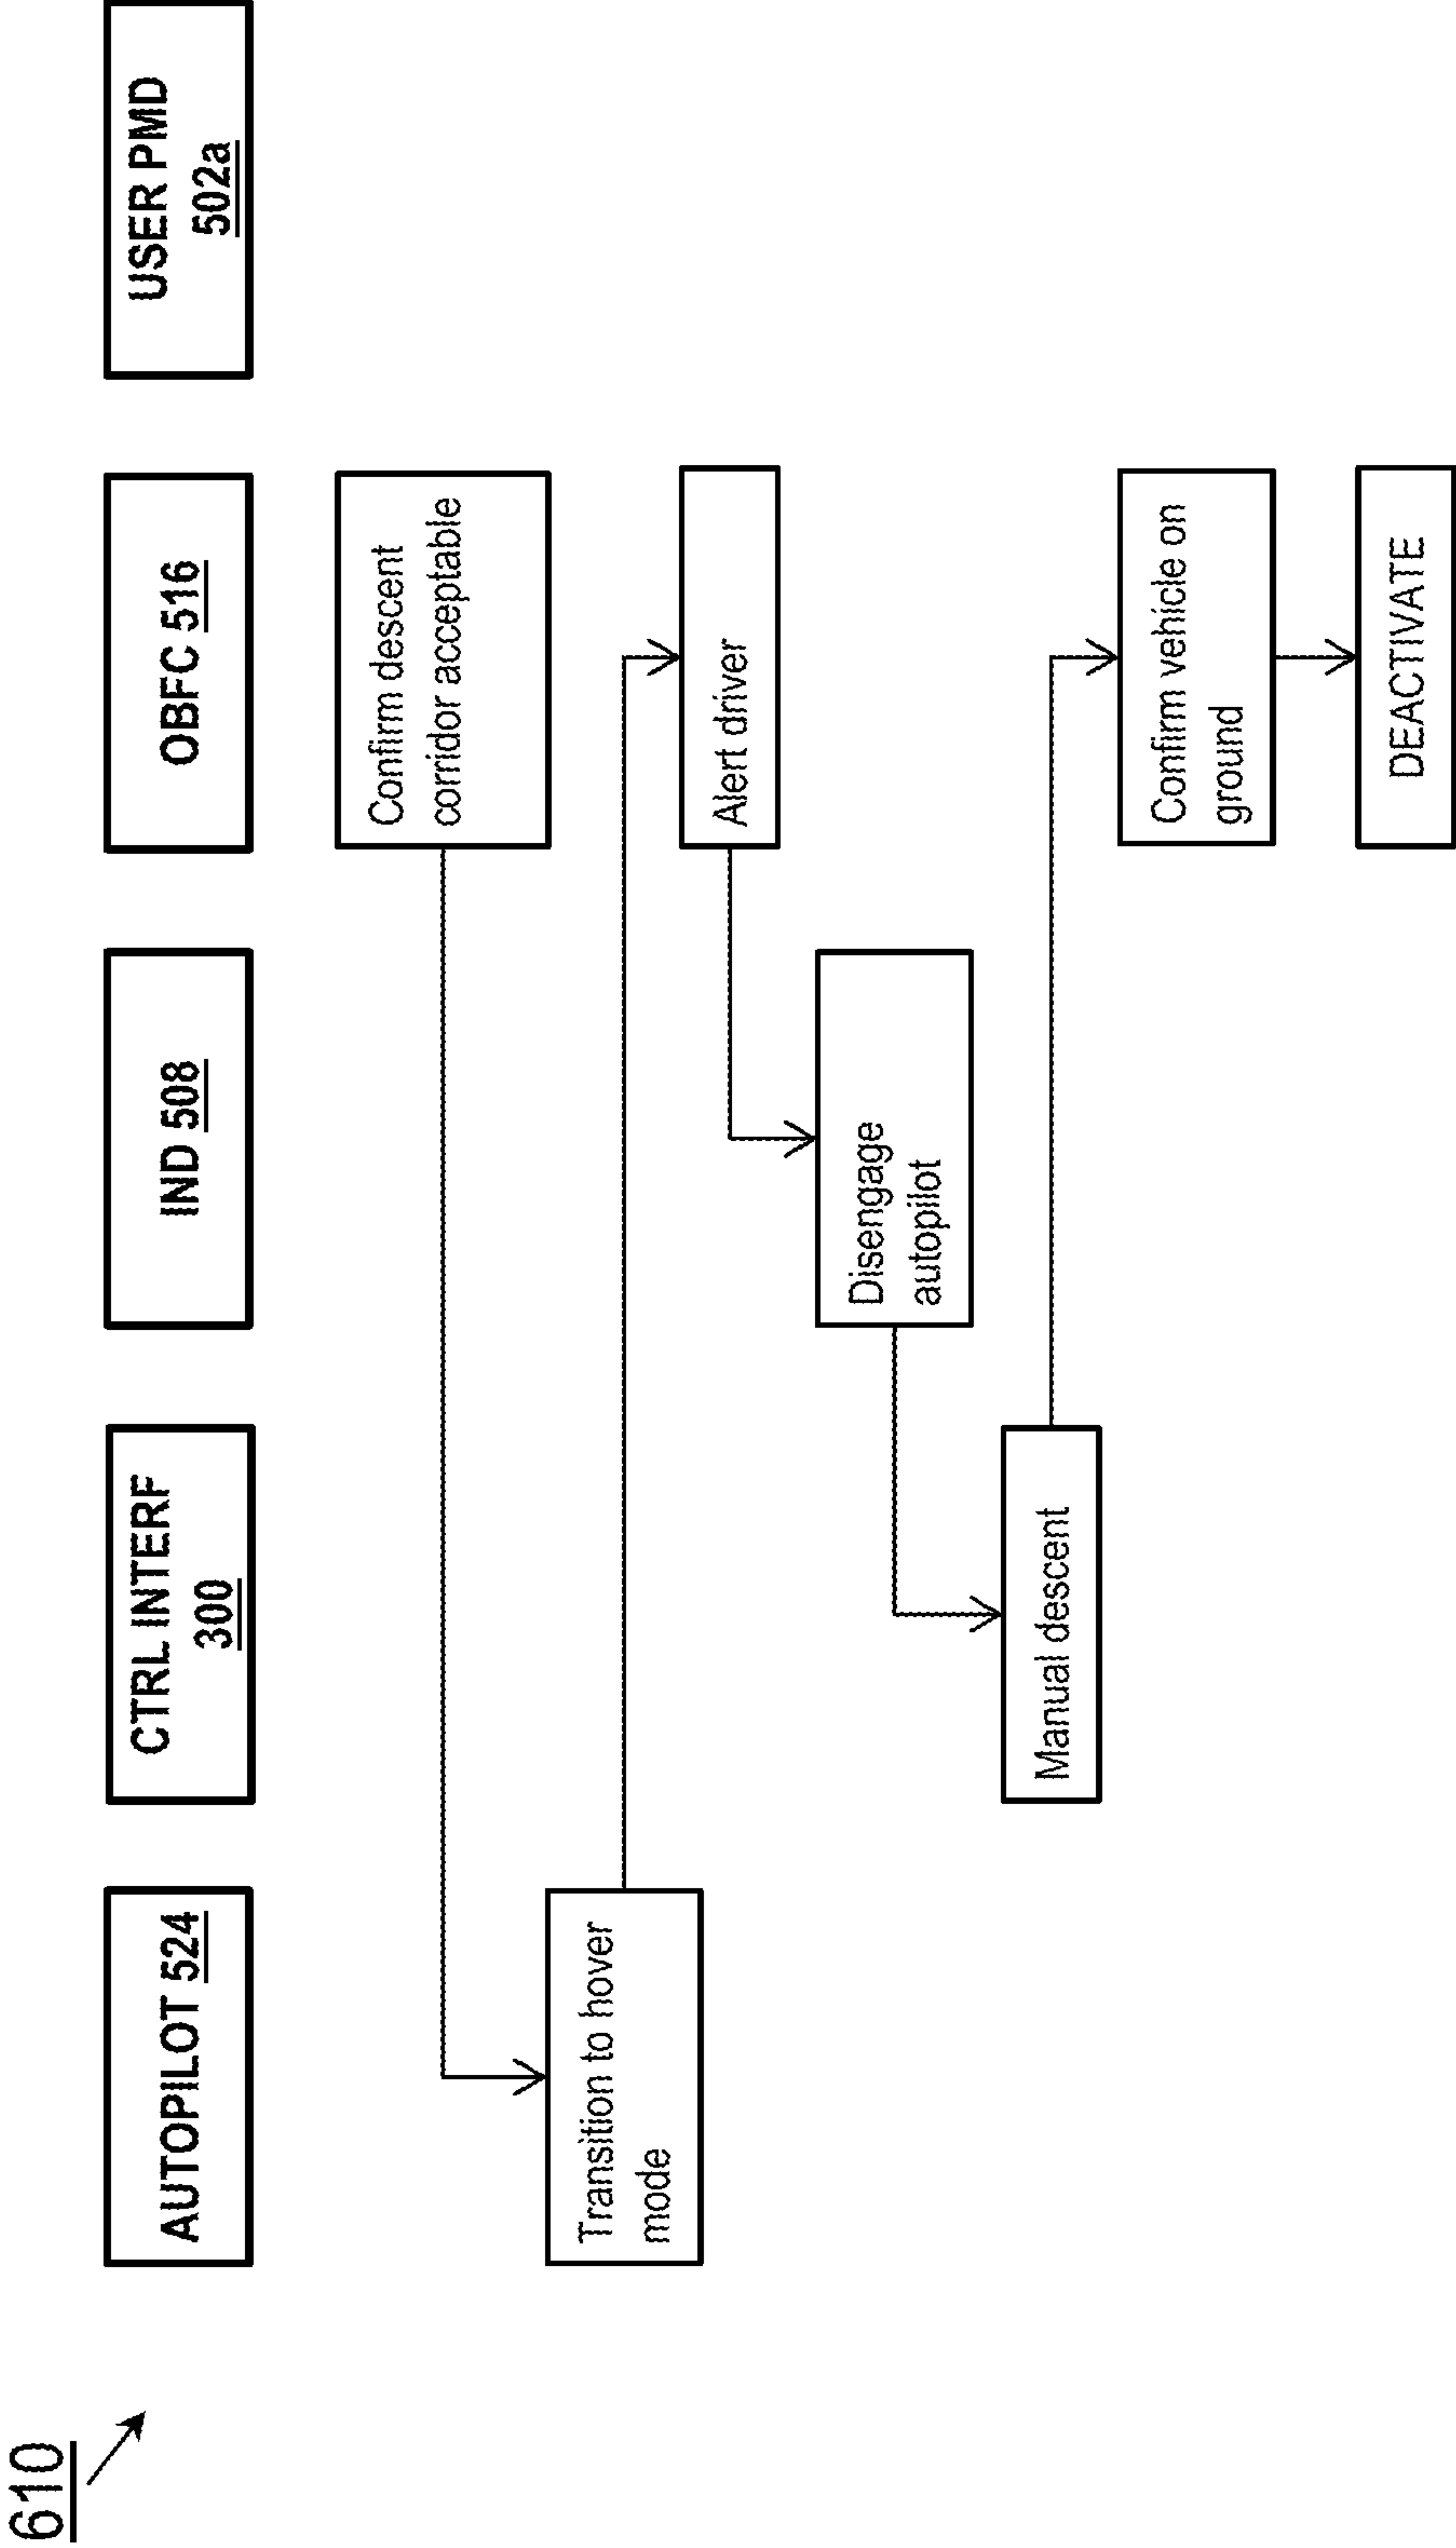 610
AUTOPILOT 524
CTRL INTERF
300
IND 508
OBFC 516
USER PMD
502a
Confirm descent
corridor acceptable
Transition to hover
mode
Alert driver
Disengage
autopilot
Manual descent
Confirm vehicle on
ground
DEACTIVATE